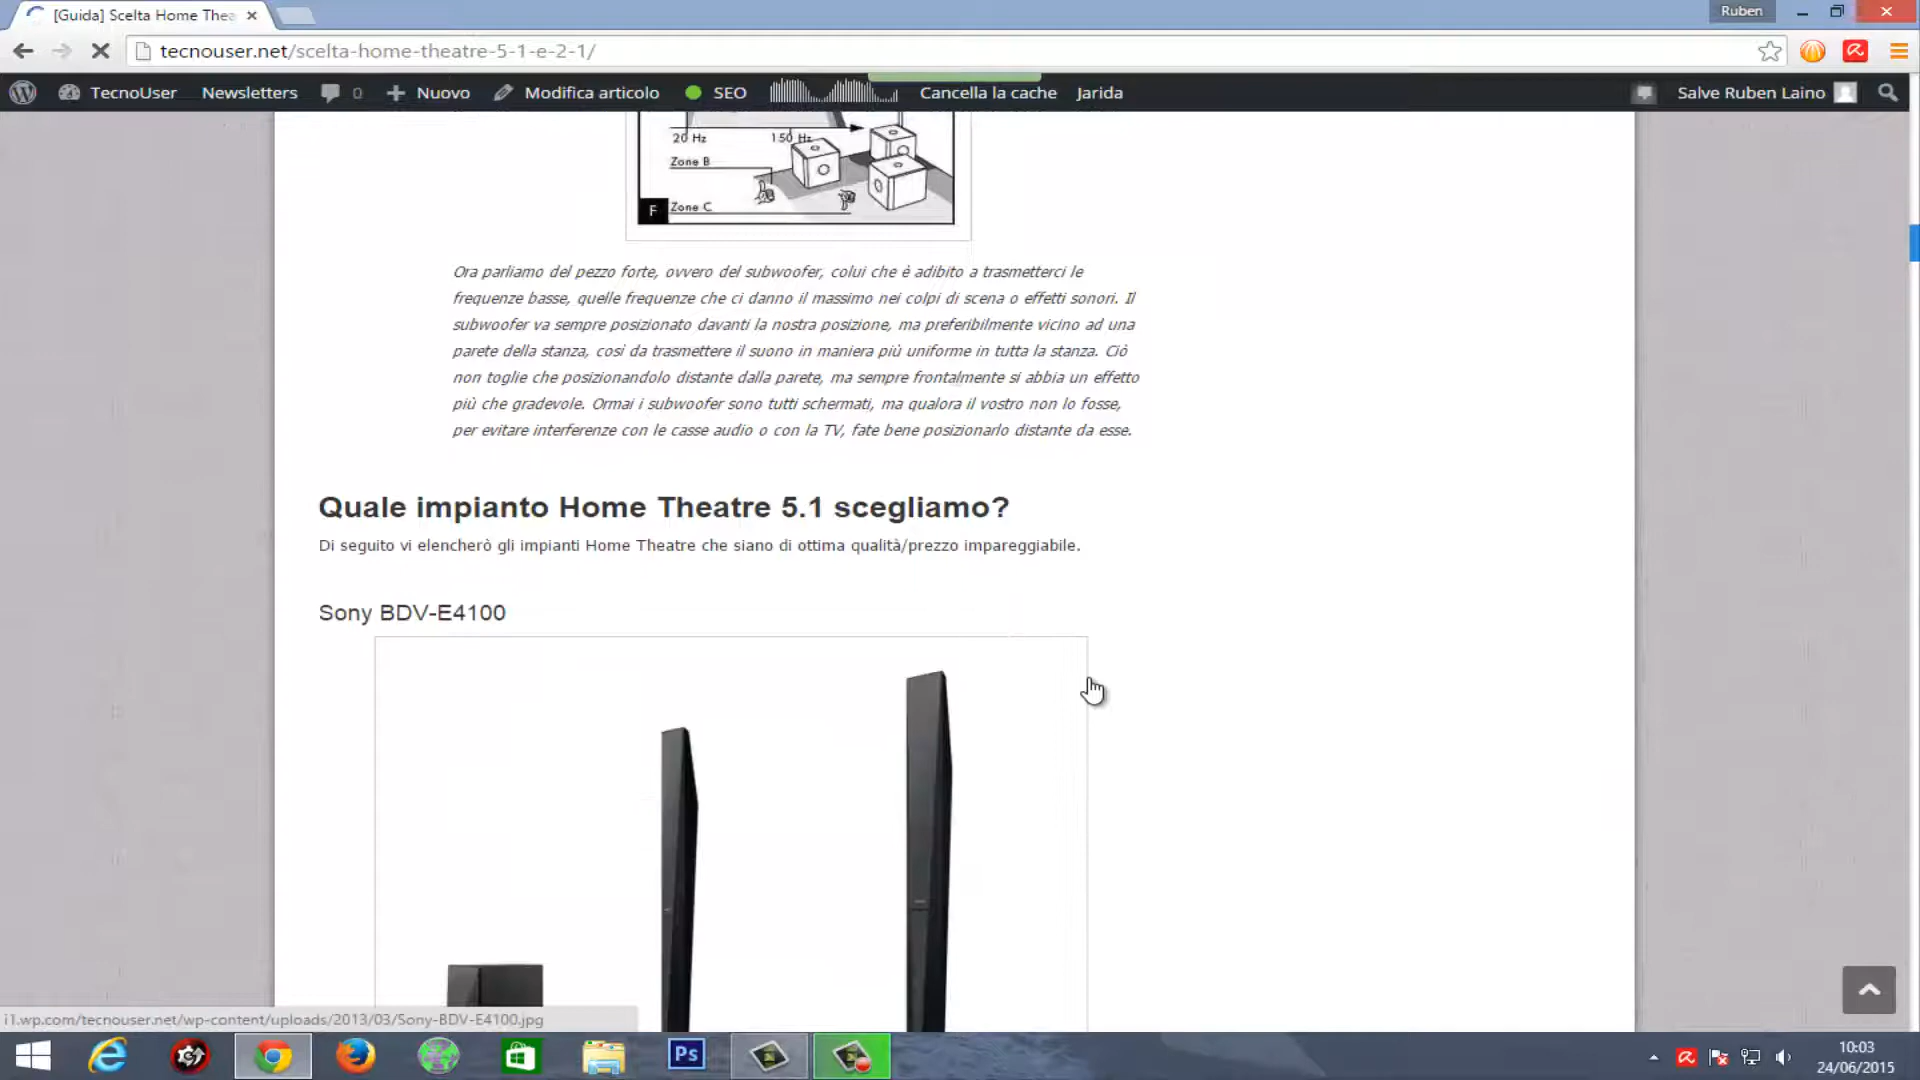 [Guida] Scelta Home Thea
Ruben
tecnouser.net/scelta-home-theatre-5-1-e-2-1/
TecnoUser Newsletters 0 Nuovo Modifica articolo SEO Cancella la cache Jarida Salve Ruben Laino
20 Hz 150 Hz
Zone B
F Zone C
Ora parliamo del pezzo forte, ovvero del subwoofer, colui che è adibito a trasmetterci le
frequenze basse, quelle frequenze che ci danno il massimo nei colpi di scena o effetti sonori. Il
subwoofer va sempre posizionato davanti la nostra posizione, ma preferibilmente vicino ad una
parete della stanza, così da trasmettere il suono in maniera più uniforme in tutta la stanza. Ciò
non toglie che posizionandolo distante dalla parete, ma sempre frontalmente si abbia un effetto
più che gradevole. Ormai i subwoofer sono tutti schermati, ma qualora il vostro non lo fosse,
per evitare interferenze con le casse audio o con la TV, fate bene posizionarlo distante da esse.
Quale impianto Home Theatre 5.1 scegliamo?
Di seguito vi elencherò gli impianti Home Theatre che siano di ottima qualità/prezzo impareggiabile.
Sony BDV-E4100
i1.wp.com/tecnouser.net/wp-content/uploads/2013/03/Sony-BDV-E4100.jpg
Ps
10:03
24/06/2015